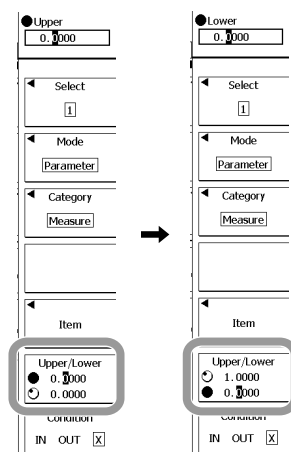 Upper
0.0000
Select
1
Mode
Parameter
Category
Measure
Item
Upper/Lower
0.0000
0.0000
Condition
IN OUT X
Lower
0.0000
Select
1
Mode
Parameter
Category
Measure
Item
Upper/Lower
1.0000
0.0000
Condition
IN OUT X